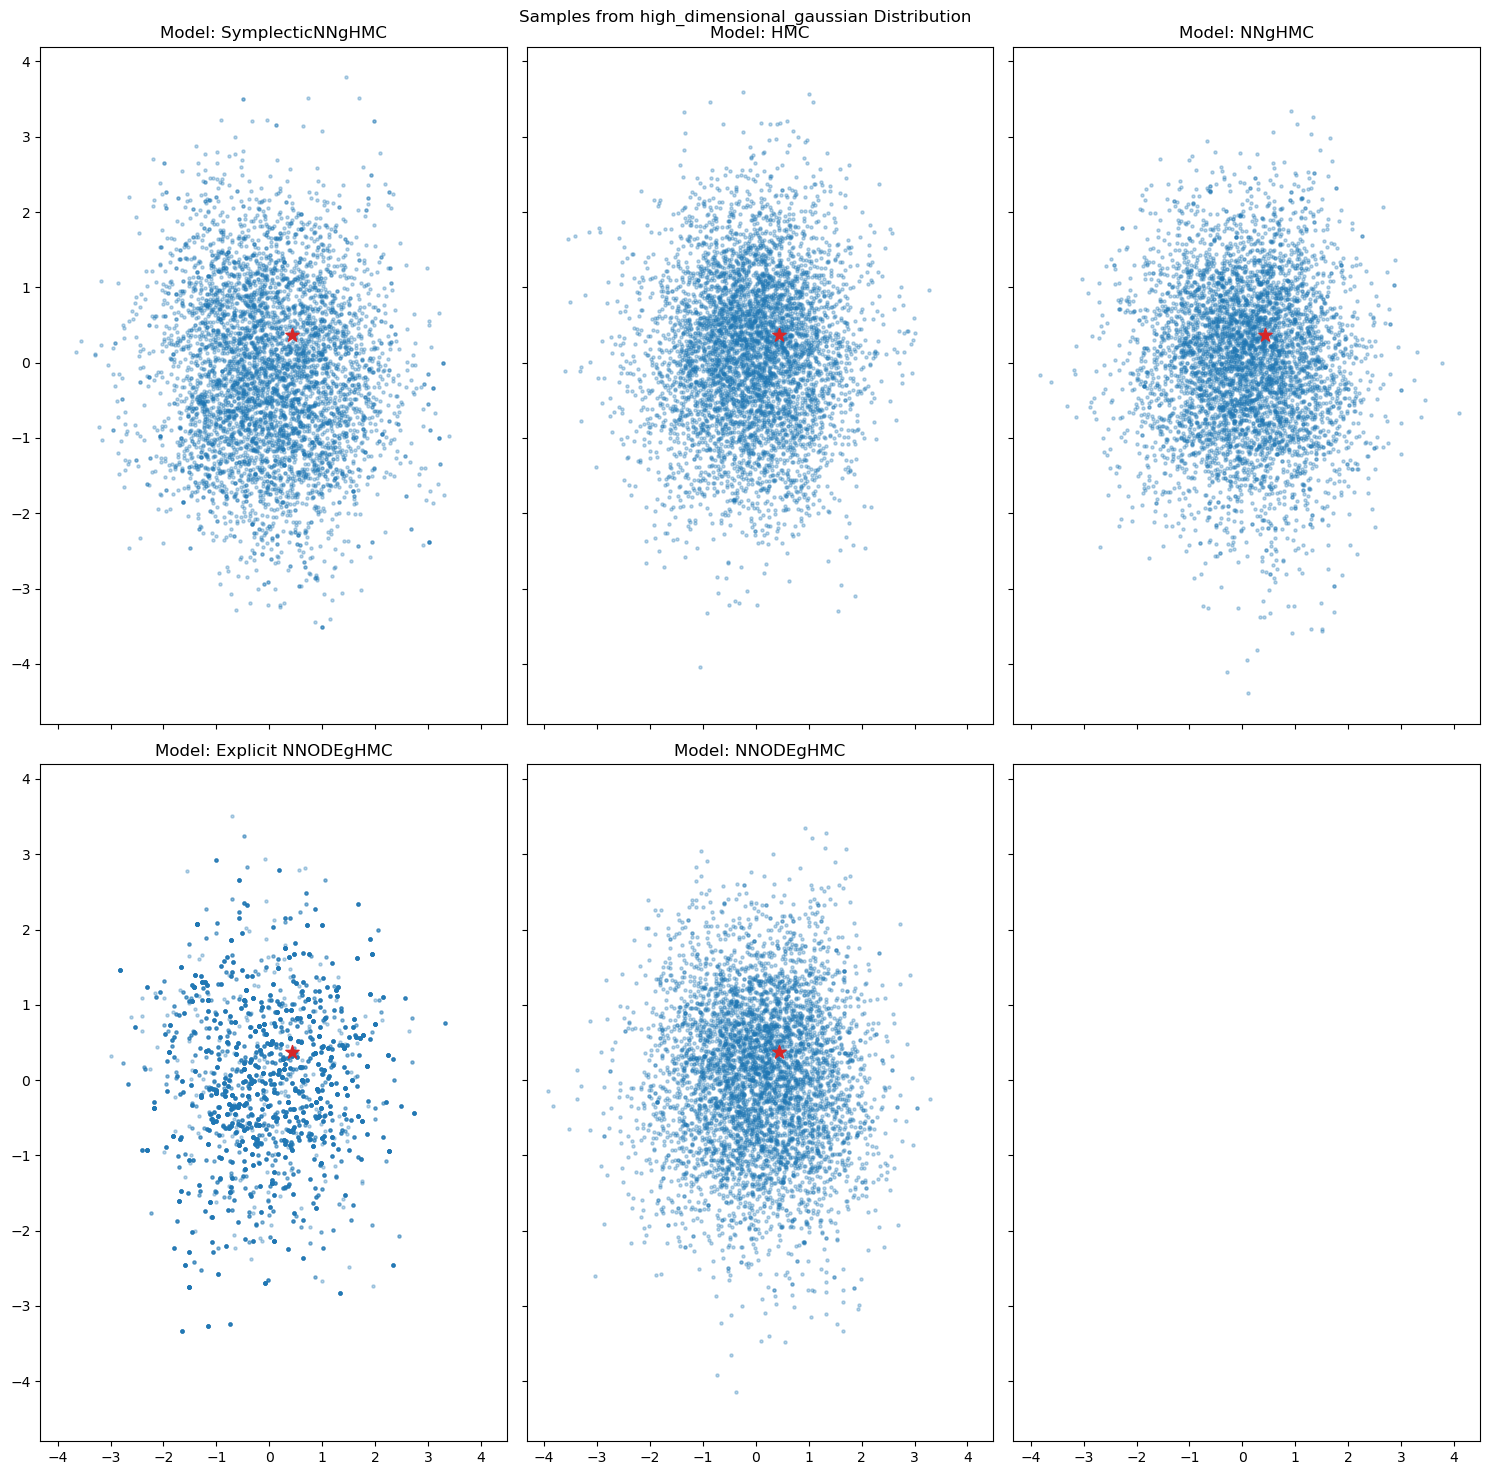 Samples from high_dimensional_gaussian Distribution
Model: SymplecticNNgHMC
Model: HMC
Model: NNgHMC
4
3
2
1
0
−1
−2
−3
−4
Model: Explicit NNODEgHMC
Model: NNODEgHMC
4
3
2
1
0
−1
−2
−3
−4
−4 −3 −2 −1 0 1 2 3 4
−4 −3 −2 −1 0 1 2 3 4
−4 −3 −2 −1 0 1 2 3 4